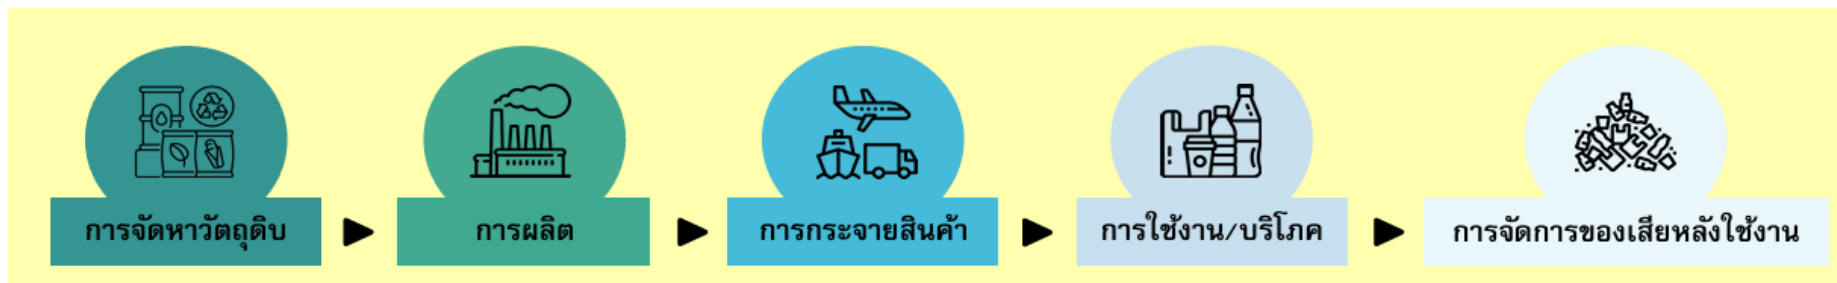 การจัดหาวัตถุดิบ
การผลิต
การกระจายสินค้า
การใช้งาน/บริโภค
การจัดการของเสียหลังใช้งาน